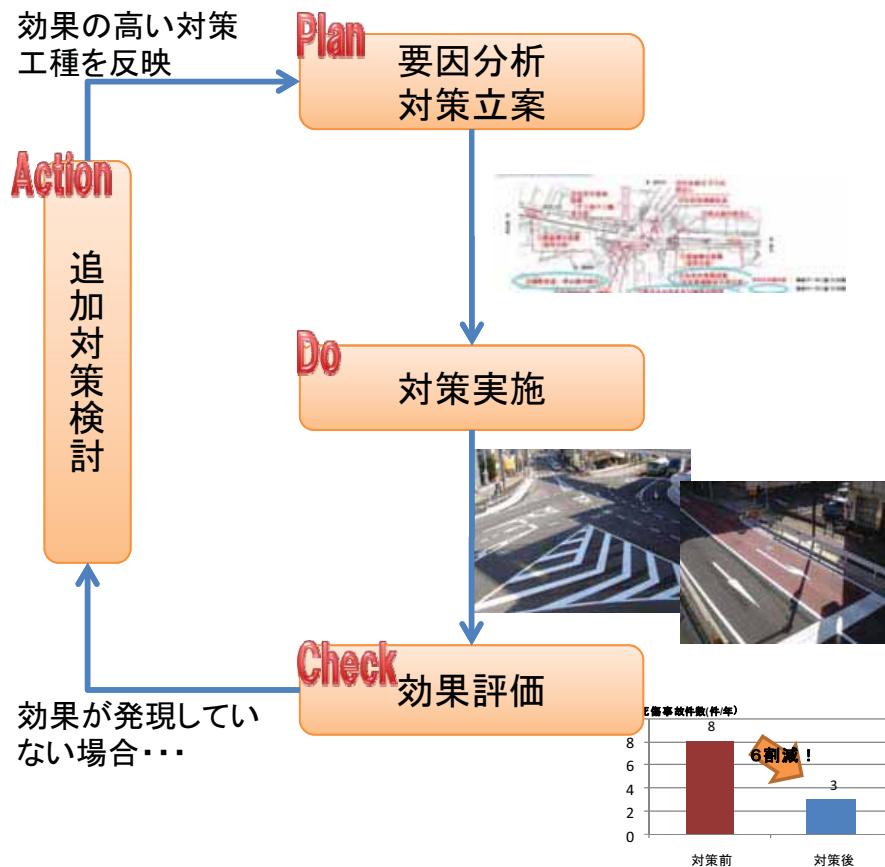 効果の高い対策
工種を反映
Plan
要因分析
対策立案
Action
追加対策検討
Do
対策実施
Check
効果評価
効果が発現してい
ない場合・・・
死傷事故件数(件/年)
8
6割減！
3
8
6
4
2
0
対策前
対策後